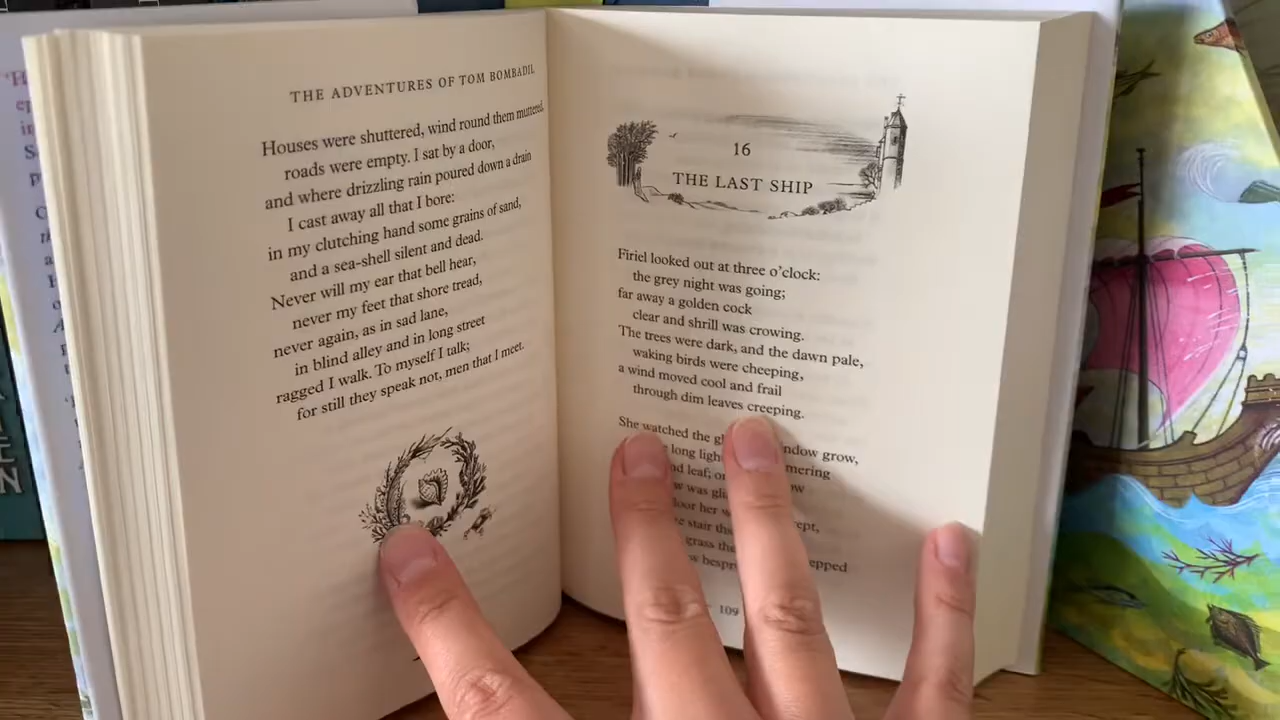 THE ADVENTURES OF TOM BOMBADIL
Houses were shuttered, wind round them muttered,
roads were empty. I sat by a door,
and where drizzling rain poured down a drain
I cast away all that I bore:
in my clutching hand some grains of sand,
and a sea-shell silent and dead.
Never will my ear that bell hear,
never my feet that shore tread,
never again, as in sad lane,
in blind alley and in long street
ragged I walk. To myself I talk;
for still they speak not, men that I meet.
16
THE LAST SHIP
Firiel looked out at three o'clock:
the grey night was going;
far away a golden cock
clear and shrill was crowing.
The trees were dark, and the dawn pale,
waking birds were cheeping,
a wind moved cool and frail
through dim leaves creeping.
She watched the grow,
long
leaf;
was
her
stair
grass
109